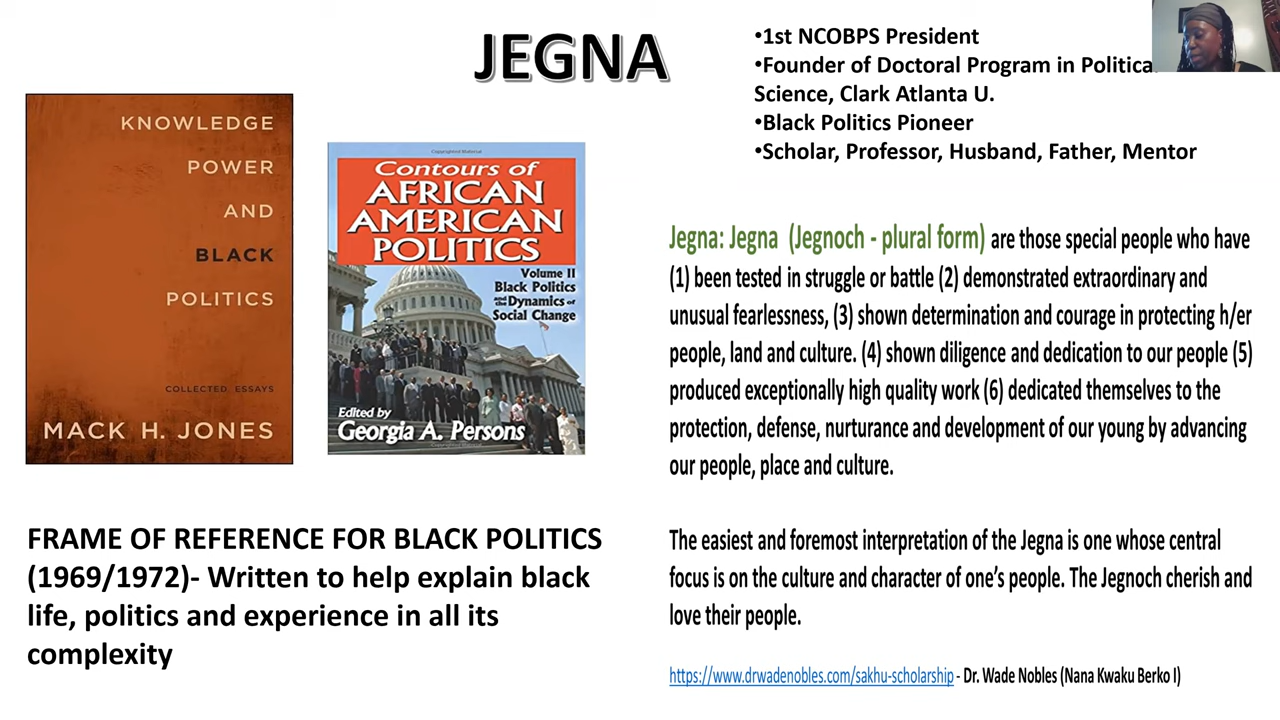 JEGNA
•1st NCOBPS President
•Founder of Doctoral Program in Politica
Science, Clark Atlanta U.
•Black Politics Pioneer
•Scholar, Professor, Husband, Father, Mentor
KNOWLEDGE
POWER
AND
BLACK
POLITICS
COLLECTED ESSAYS
MACK H. JONES
Copyrighted Material
Contours of
AFRICAN
AMERICAN
POLITICS
Volume II
Black Politics
and the Dynamics of
Social Change
Edited by
Georgia A. Persons
Jegna: Jegna (Jegnoch - plural form) are those special people who have
(1) been tested in struggle or battle (2) demonstrated extraordinary and
unusual fearlessness, (3) shown determination and courage in protecting h/er
people, land and culture. (4) shown diligence and dedication to our people (5)
produced exceptionally high quality work (6) dedicated themselves to the
protection, defense, nurturance and development of our young by advancing
our people, place and culture.
The easiest and foremost interpretation of the Jegna is one whose central
focus is on the culture and character of one's people. The Jegnoch cherish and
love their people.
https://www.drwadenobles.com/sakhu-scholarship - Dr. Wade Nobles (Nana Kwaku Berko I)
FRAME OF REFERENCE FOR BLACK POLITICS
(1969/1972)- Written to help explain black
life, politics and experience in all its
complexity